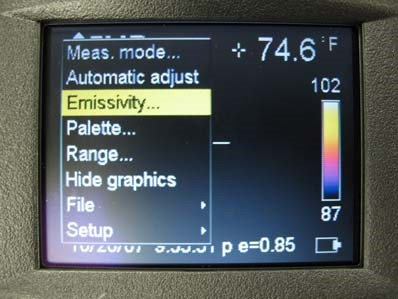 Meas. mode...
74.6 °F
Automatic adjust
102
Emissivity...
Palette...
Range...
Hide graphics
File
87
Setup
p e=0.85